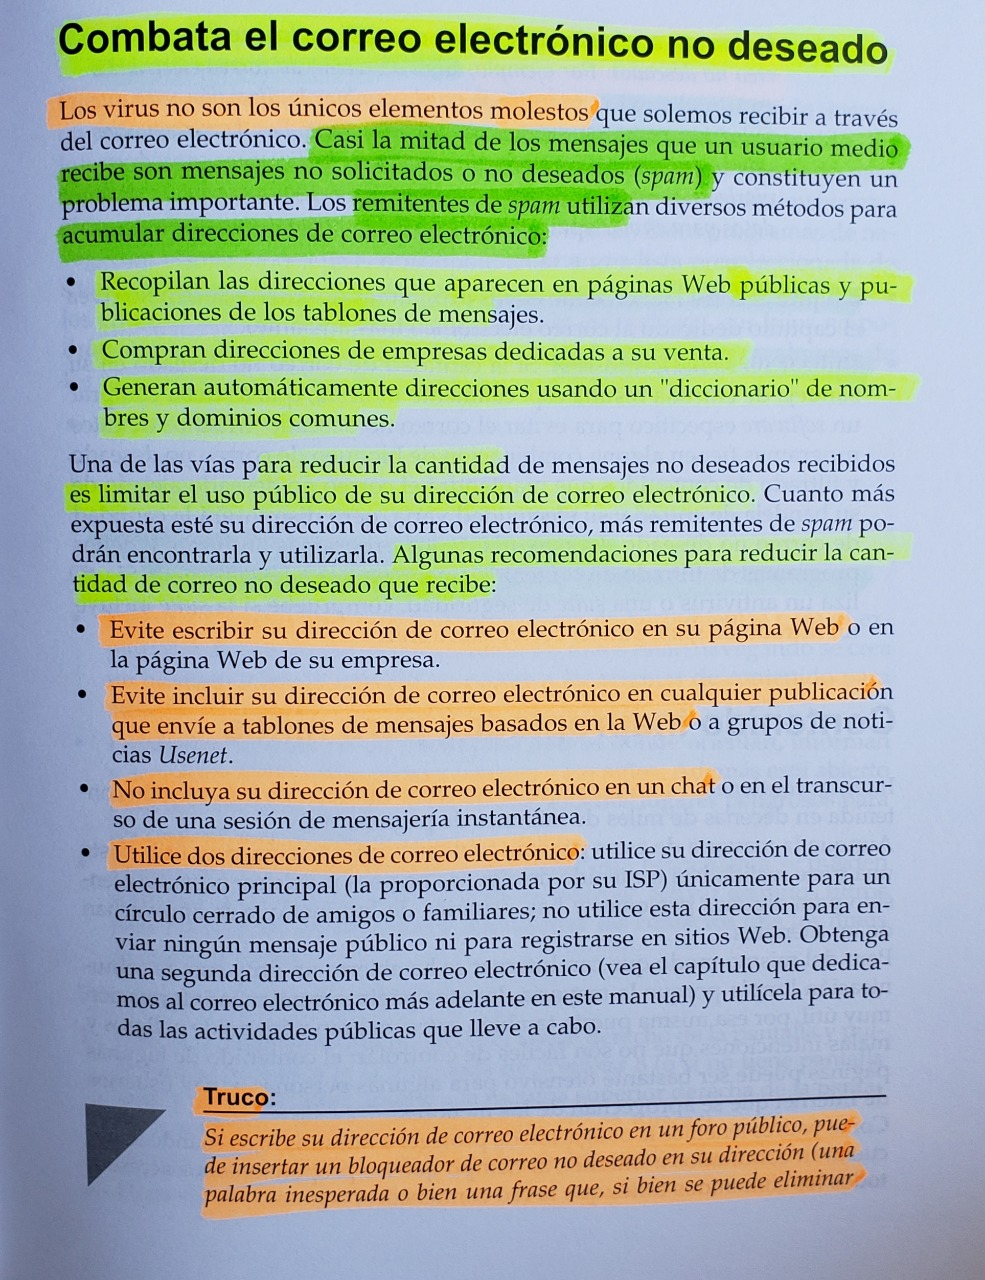 Combata el correo electrónico no deseado
Los virus no son los únicos elementos molestos que solemos recibir a través
del correo electrónico. Casi la mitad de los mensajes que un usuario medio
recibe son mensajes no solicitados o no deseados (spam) y constituyen un
problema importante. Los remitentes de spam utilizan diversos métodos para
acumular direcciones de correo electrónico:
• Recopilan las direcciones que aparecen en páginas Web públicas y pu-
blicaciones de los tablones de mensajes.
• Compran direcciones de empresas dedicadas a su venta.
• Generan automáticamente direcciones usando un "diccionario" de nom-
bres y dominios comunes.
Una de las vías para reducir la cantidad de mensajes no deseados recibidos
es limitar el uso público de su dirección de correo electrónico. Cuanto más
expuesta esté su dirección de correo electrónico, más remitentes de spam po-
drán encontrarla y utilizarla. Algunas recomendaciones para reducir la can-
tidad de correo no deseado que recibe:
• Evite escribir su dirección de correo electrónico en su página Web o en
la página Web de su empresa.
• Evite incluir su dirección de correo electrónico en cualquier publicación
que envíe a tablones de mensajes basados en la Web o a grupos de noti-
cias Usenet.
• No incluya su dirección de correo electrónico en un chat o en el transcur-
so de una sesión de mensajería instantánea.
• Utilice dos direcciones de correo electrónico: utilice su dirección de correo
electrónico principal (la proporcionada por su ISP) únicamente para un
círculo cerrado de amigos o familiares; no utilice esta dirección para en-
viar ningún mensaje público ni para registrarse en sitios Web. Obtenga
una segunda dirección de correo electrónico (vea el capítulo que dedica-
mos al correo electrónico más adelante en este manual) y utilícela para to-
das las actividades públicas que lleve a cabo.
Truco:
Si escribe su dirección de correo electrónico en un foro público, pue-
de insertar un bloqueador de correo no deseado en su dirección (una
palabra inesperada o bien una frase que, si bien se puede eliminar